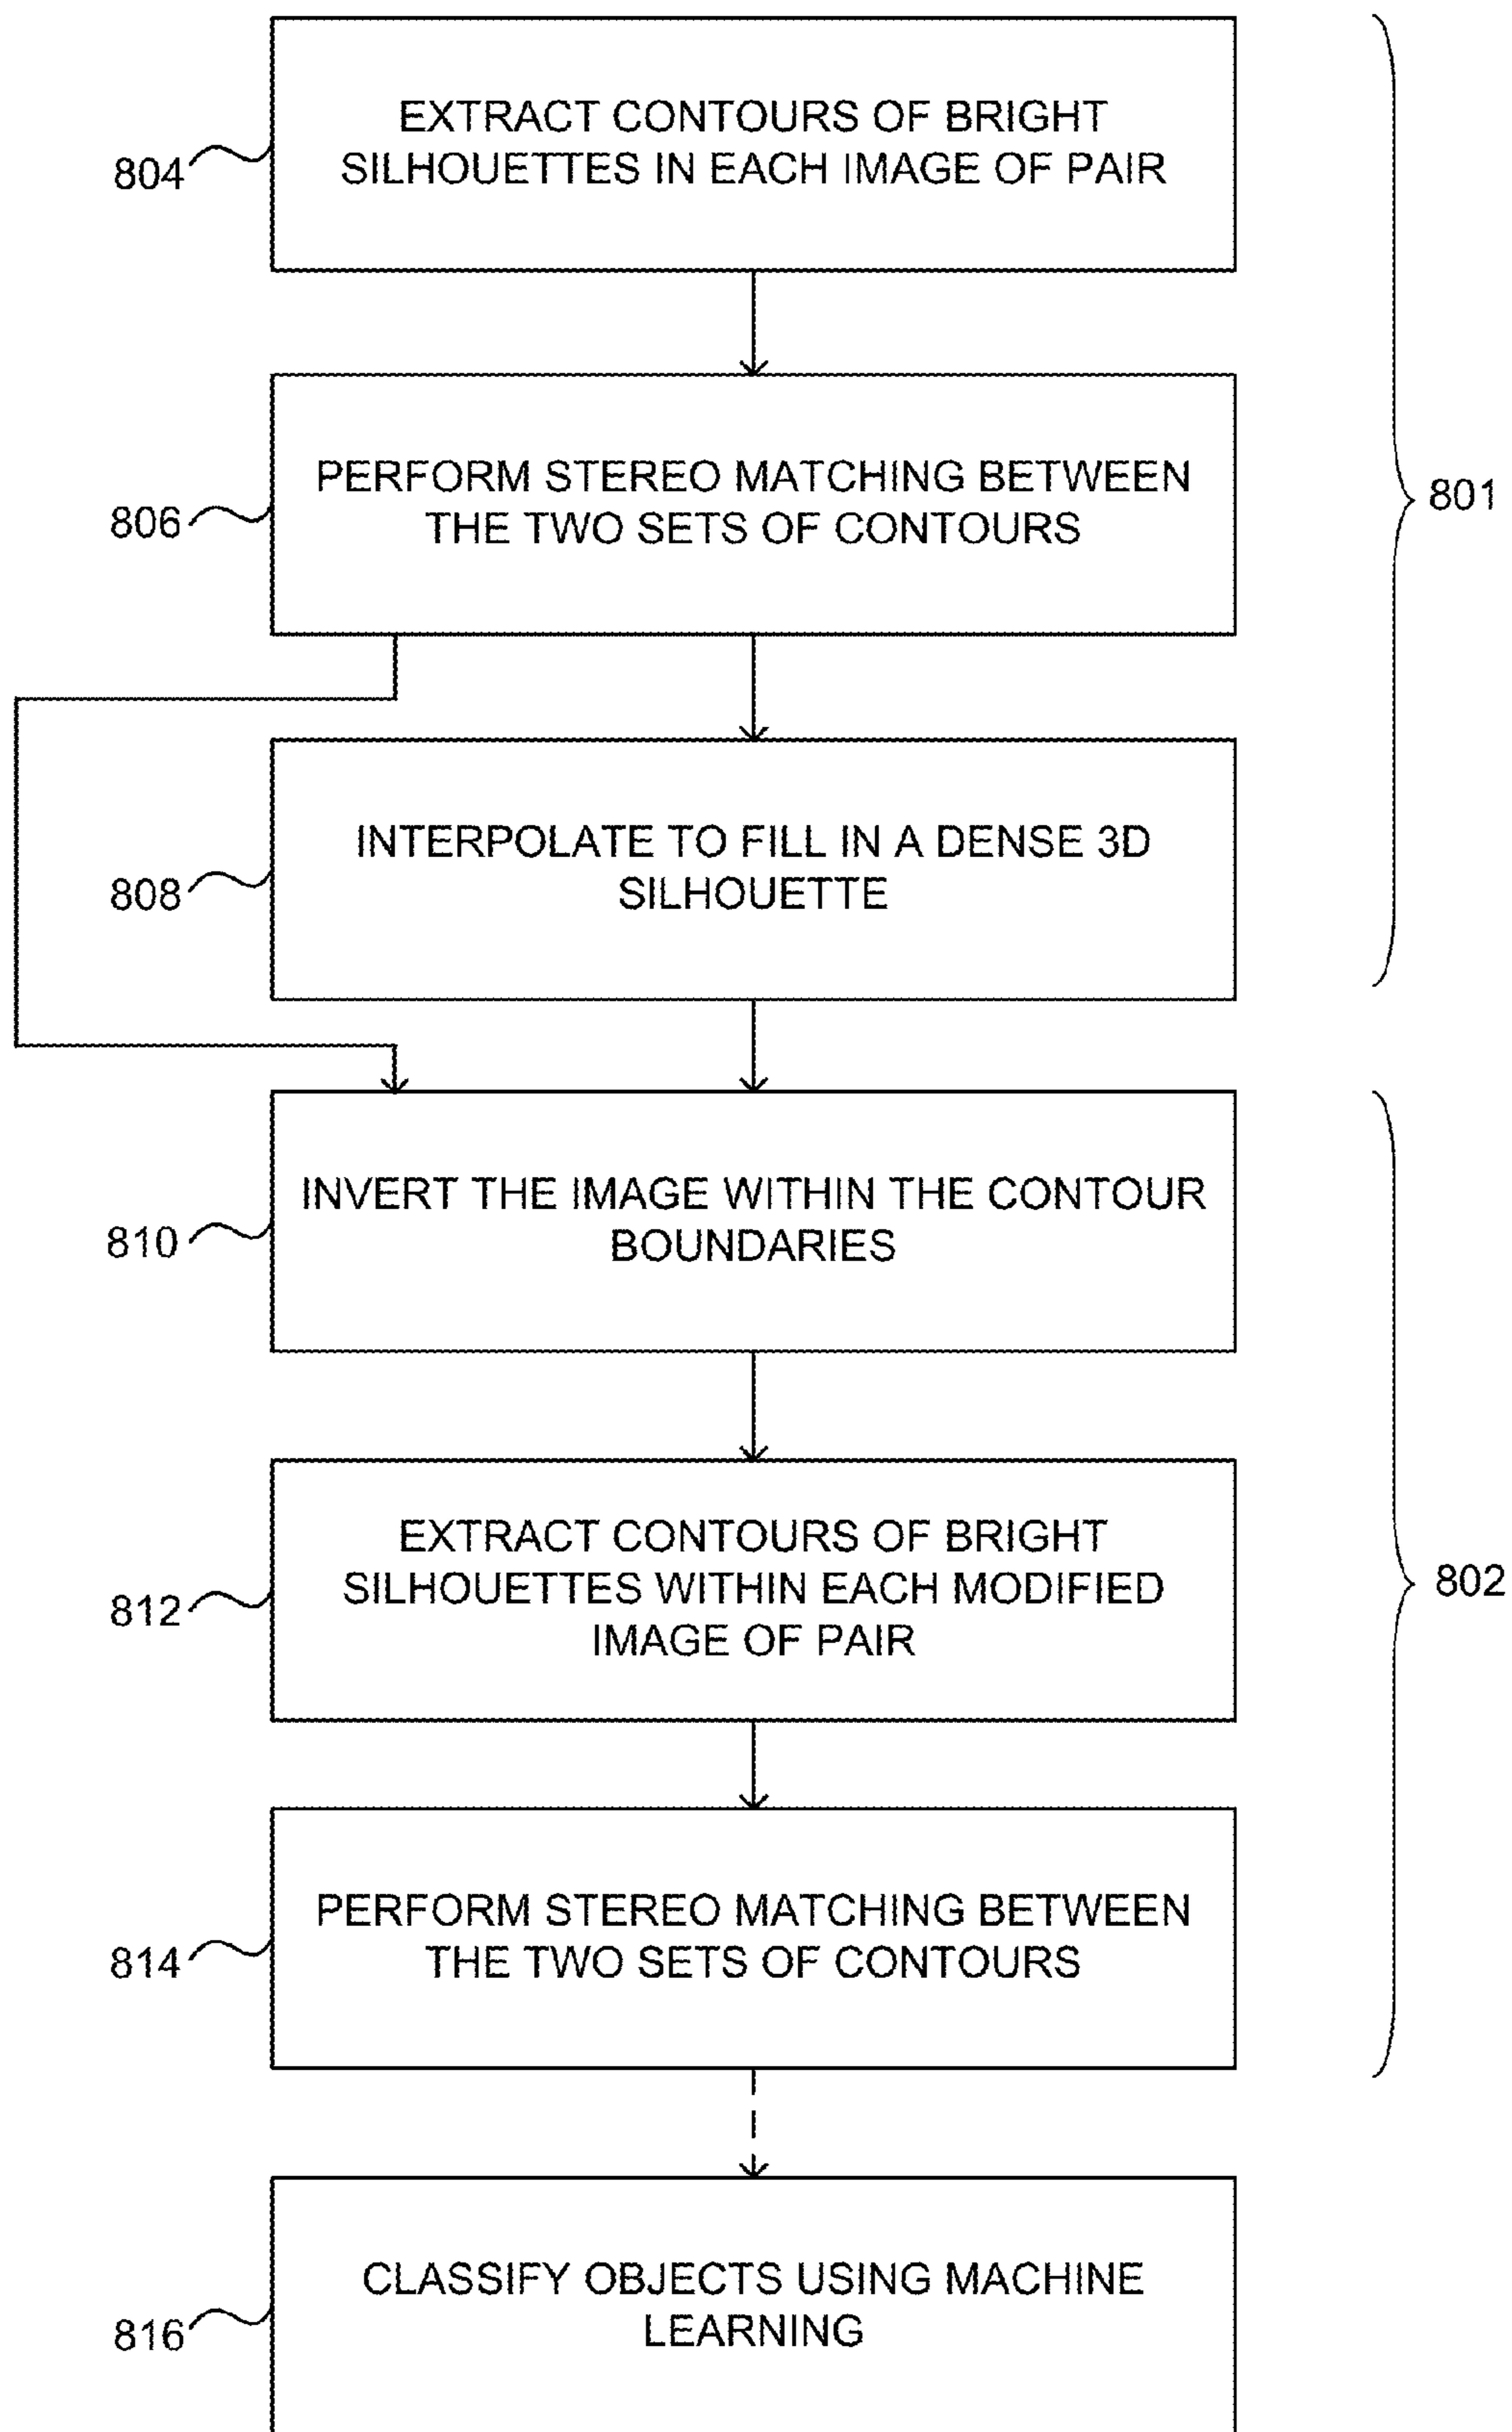 EXTRACT CONTOURS OF BRIGHT
SILHOUETTES IN EACH IMAGE OF PAIR
804
PERFORM STEREO MATCHING BETWEEN
THE TWO SETS OF CONTOURS
806
801
INTERPOLATE TO FILL IN A DENSE 3D
SILHOUETTE
808
INVERT THE IMAGE WITHIN THE CONTOUR
BOUNDARIES
810
EXTRACT CONTOURS OF BRIGHT
SILHOUETTES WITHIN EACH MODIFIED
IMAGE OF PAIR
812
802
PERFORM STEREO MATCHING BETWEEN
THE TWO SETS OF CONTOURS
814
CLASSIFY OBJECTS USING MACHINE
LEARNING
816